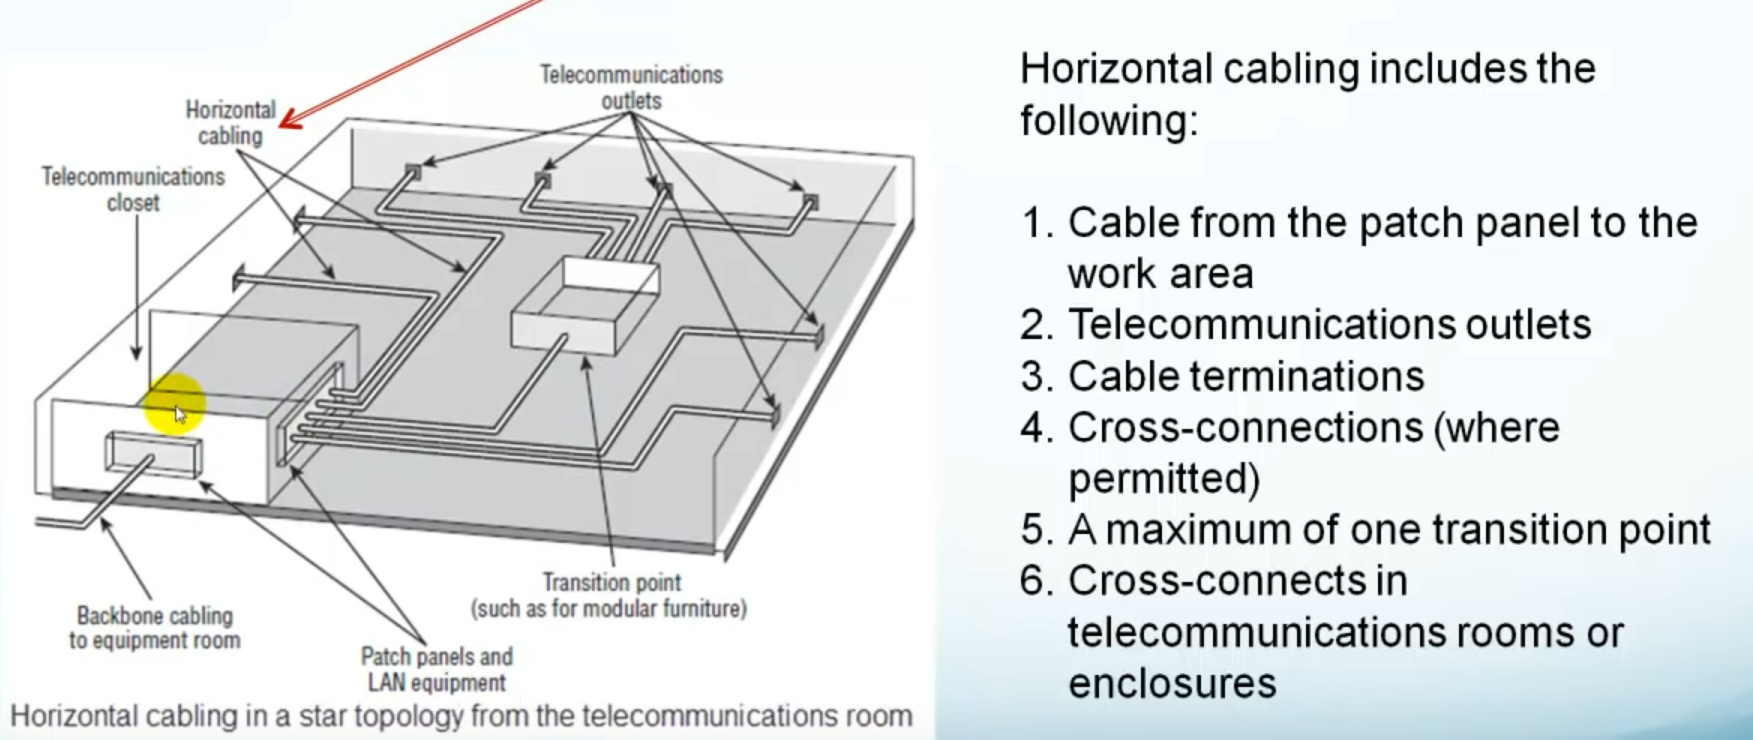 Telecommunications
outlets
Horizontal
cabling
Telecommunications
closet
Transition point
(such as for modular furniture)
Backbone cabling
to equipment room
Patch panels and
LAN equipment
Horizontal cabling in a star topology from the telecommunications room
Horizontal cabling includes the
following:
1. Cable from the patch panel to the
work area
2. Telecommunications outlets
3. Cable terminations
4. Cross-connections (where
permitted)
5. A maximum of one transition point
6. Cross-connects in
telecommunications rooms or
enclosures